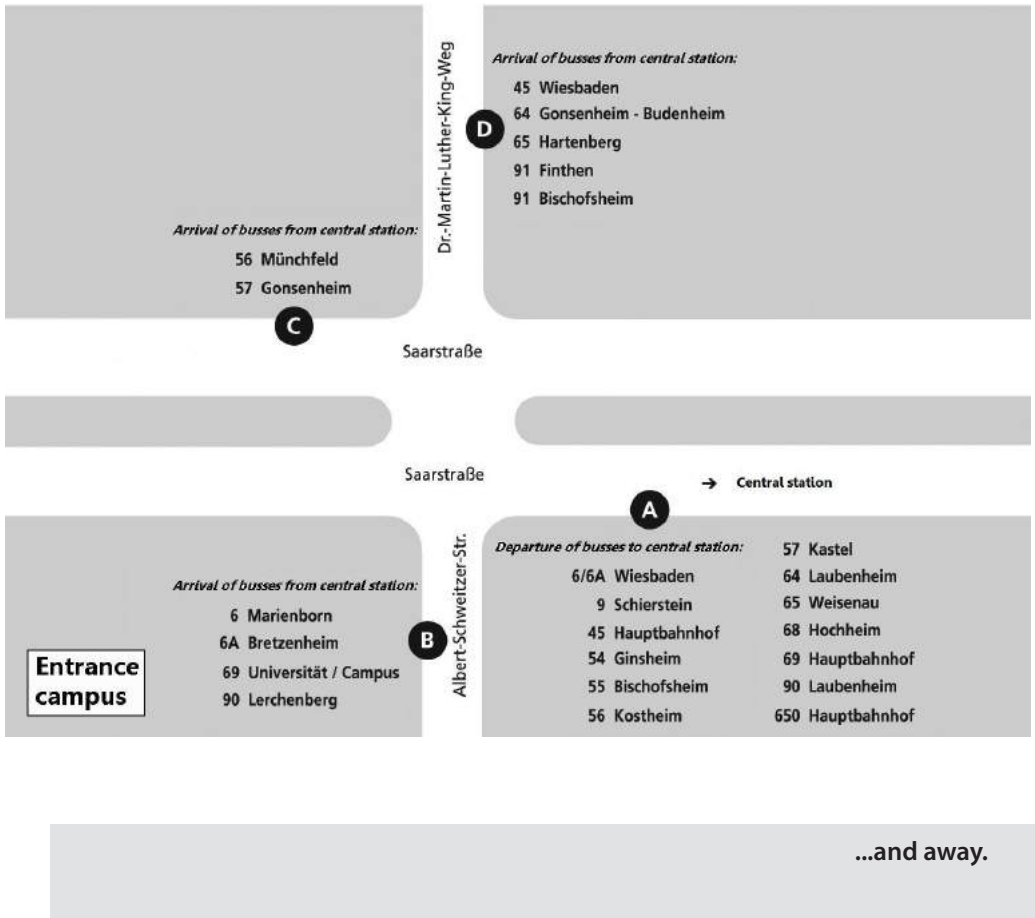 Dr.-Martin-Luther-King-Weg
Arrival of busses from central station:
45 Wiesbaden
64 Gonsenheim - Budenheim
65 Hartenberg
91 Finthen
91 Bischofsheim
D
Arrival of busses from central station:
56 Münchfeld
57 Gonsenheim
C
Saarstraße
Saarstraße
→ Central station
A
Arrival of busses from central station:
6 Marienborn
6A Bretzenheim
69 Universität / Campus
90 Lerchenberg
B
Entrance
campus
Albert-Schweitzer-Str.
Departure of busses to central station:
6/6A Wiesbaden
9 Schierstein
45 Hauptbahnhof
54 Ginsheim
55 Bischofsheim
56 Kostheim
57 Kastel
64 Laubenheim
65 Weisenau
68 Hochheim
69 Hauptbahnhof
90 Laubenheim
650 Hauptbahnhof
...and away.